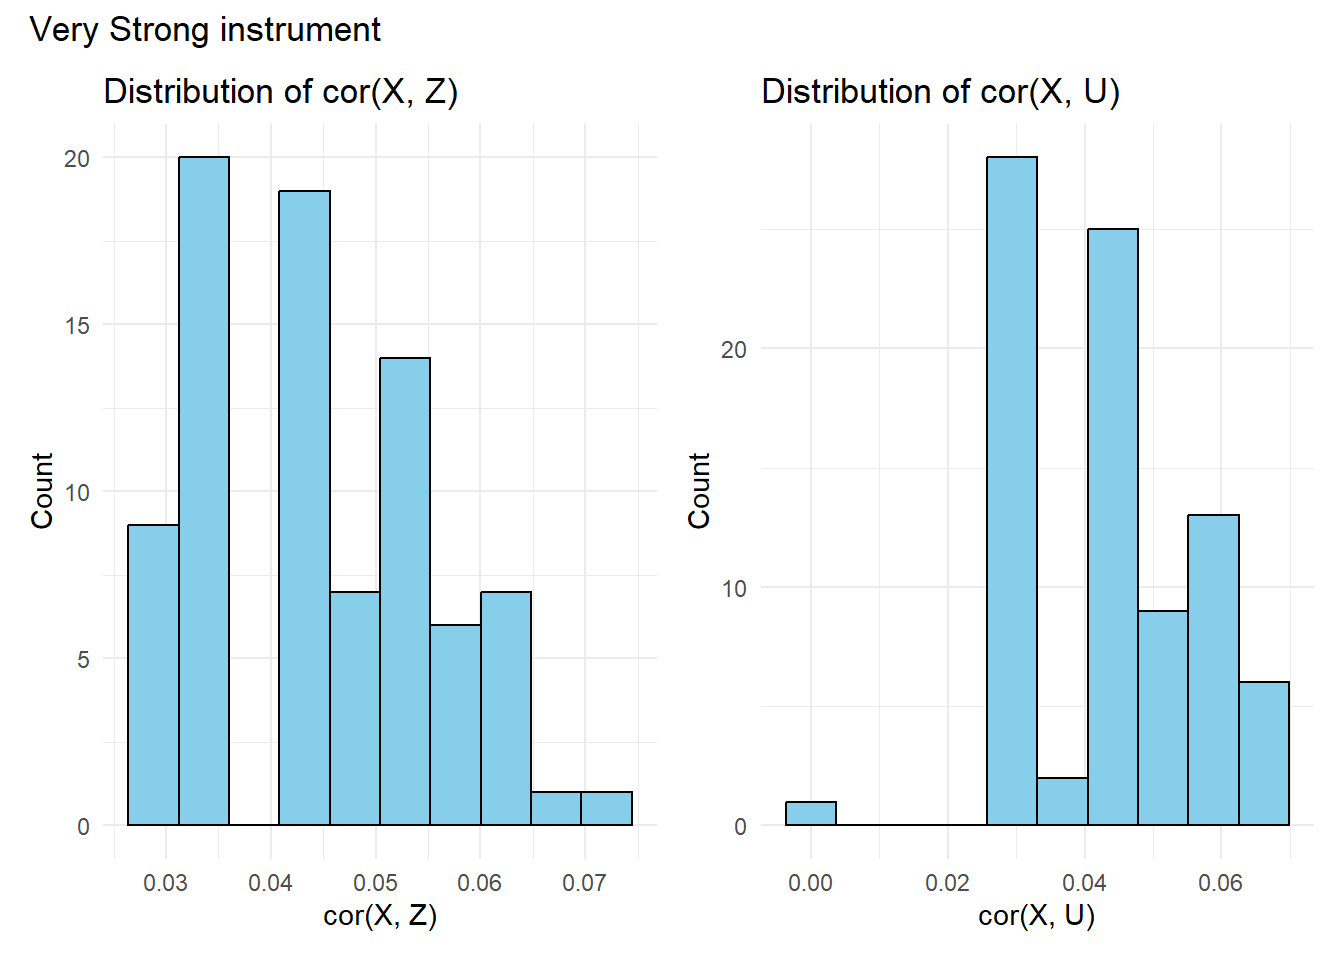 Very Strong instrument
Distribution of cor(X, Z)
Count
20
15
10
5
0
0.03 0.04 0.05 0.06 0.07
cor(X, Z)
Distribution of cor(X, U)
Count
20
10
0
0.00 0.02 0.04 0.06
cor(X, U)